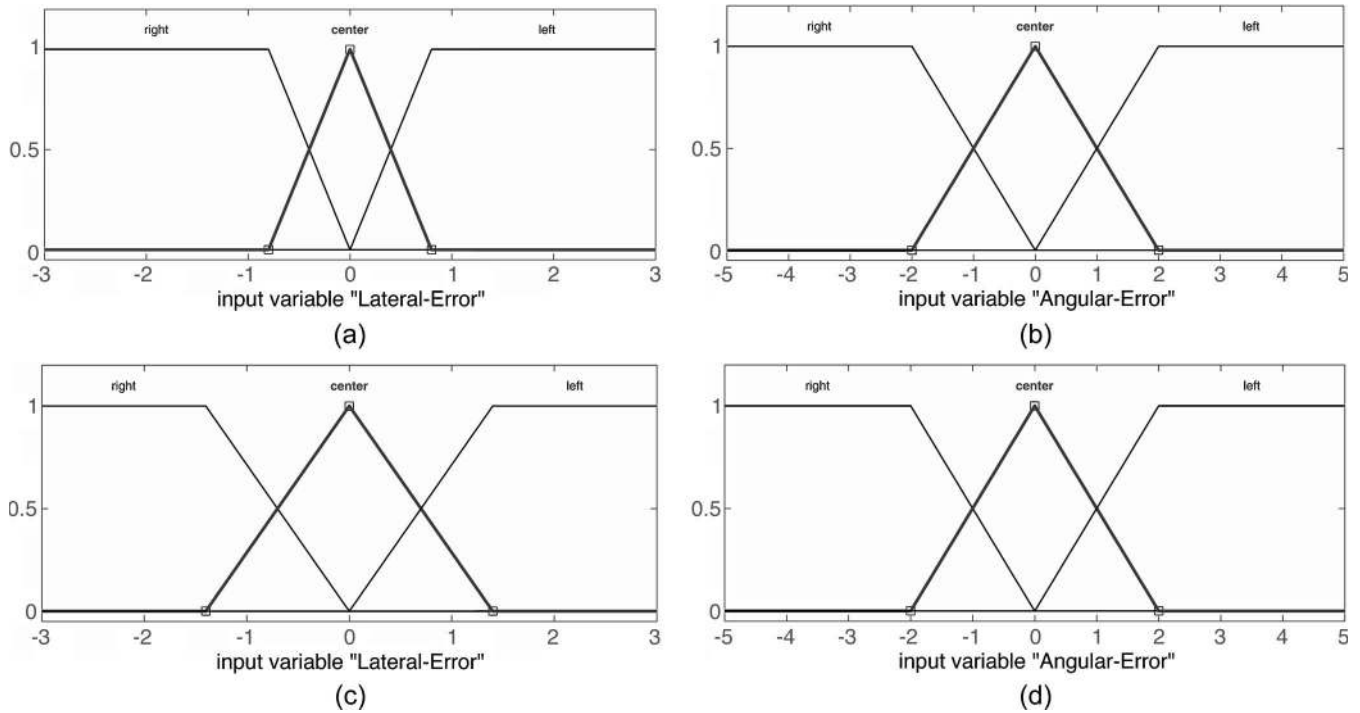 right center left
right center left
1
0.5
0
-3 -2 -1 0 1 2 3
input variable "Lateral-Error"
(a)
1
0.5
0
-5 -4 -3 -2 -1 0 1 2 3 4 5
input variable "Angular-Error"
(b)
right center left
1
0.5
0
-3 -2 -1 0 1 2 3
input variable "Lateral-Error"
(c)
right center left
1
0.5
0
-5 -4 -3 -2 -1 0 1 2 3 4 5
input variable "Angular-Error"
(d)